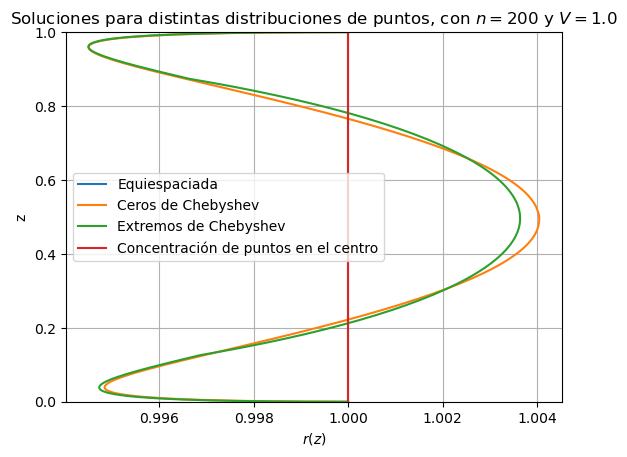 Soluciones para distintas distribuciones de puntos, con n = 200 y V = 1.0
1.0
0.8
0.6
0.4
0.2
0.0
z
Equiespaciada
Ceros de Chebyshev
Extremos de Chebyshev
Concentración de puntos en el centro
0.996
0.998
1.000
1.002
1.004
r(z)